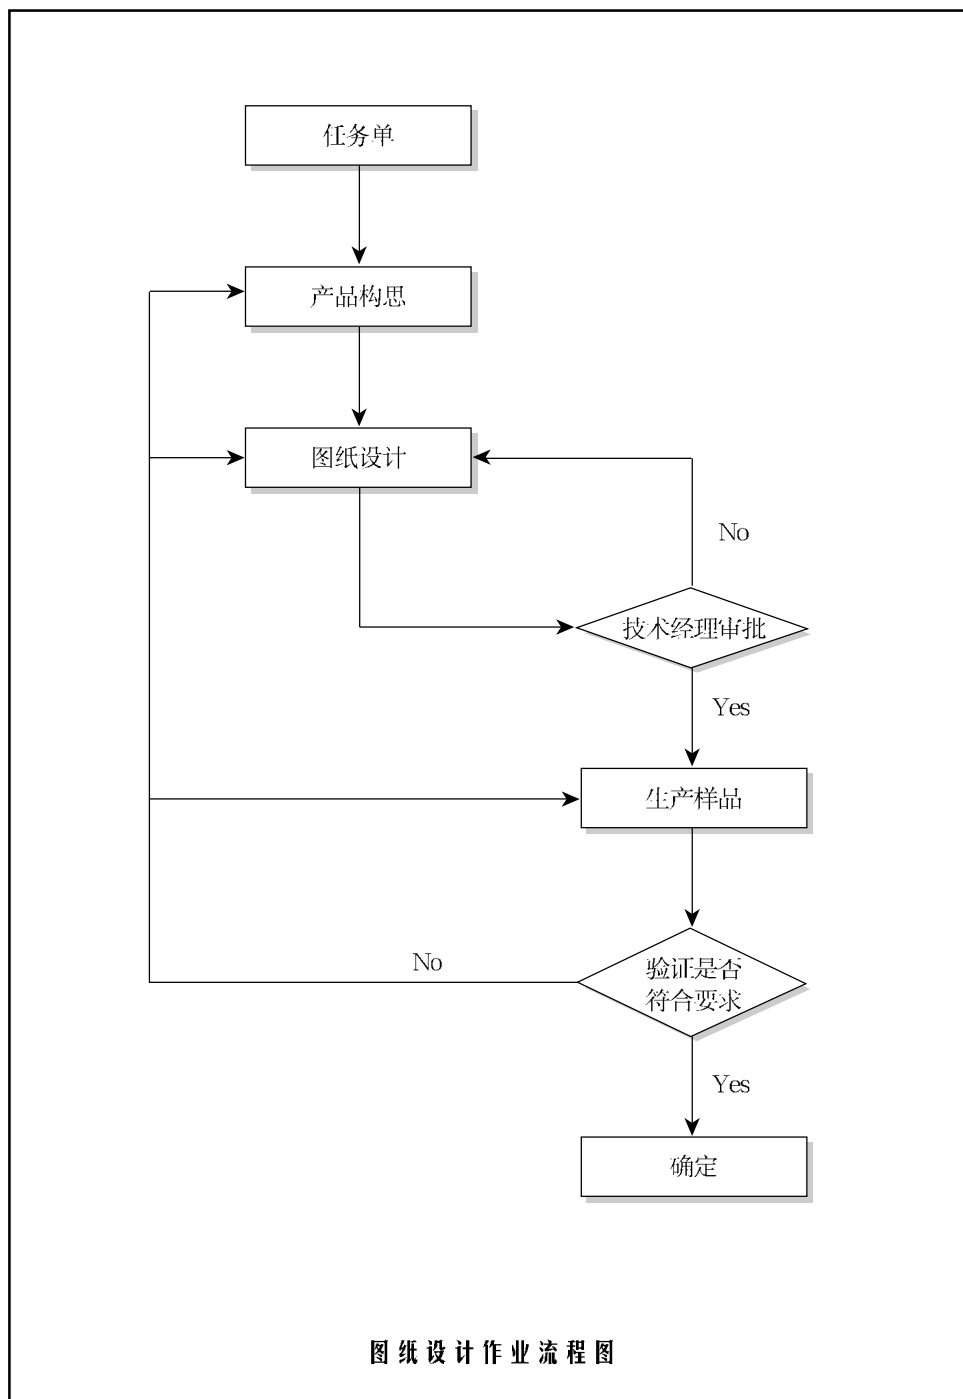 任务单
产品构思
图纸设计
No
技术经理审批
Yes
生产样品
No
验证是否
符合要求
Yes
确定
图纸设计作业流程图